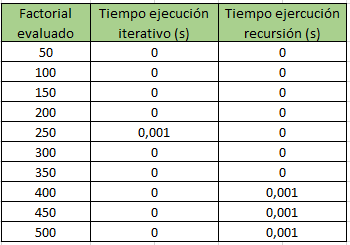 Factorial evaluado Tiempo ejecución iterativo (s) Tiempo ejercución recursión (s)
50 0 0
100 0 0
150 0 0
200 0 0
250 0,001 0
300 0 0
350 0 0
400 0 0,001
450 0 0,001
500 0 0,001